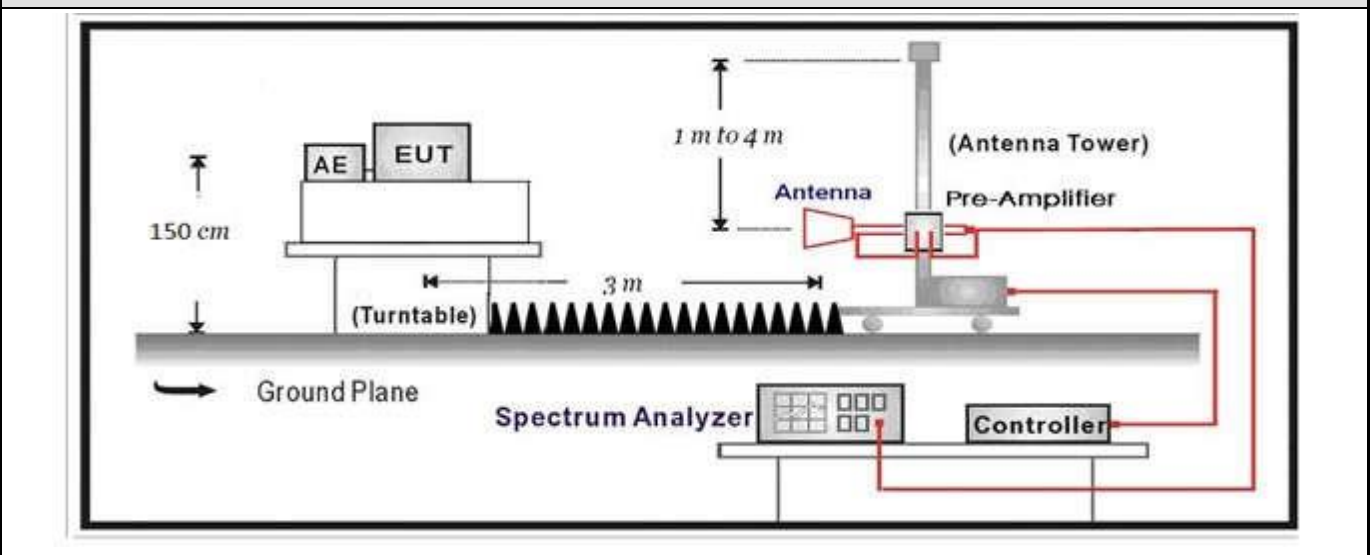 1 m to 4 m
(Antenna Tower)
AE
EUT
Antenna
Pre-Amplifier
150 cm
3 m
(Turntable)
Ground Plane
Spectrum Analyzer
Controller